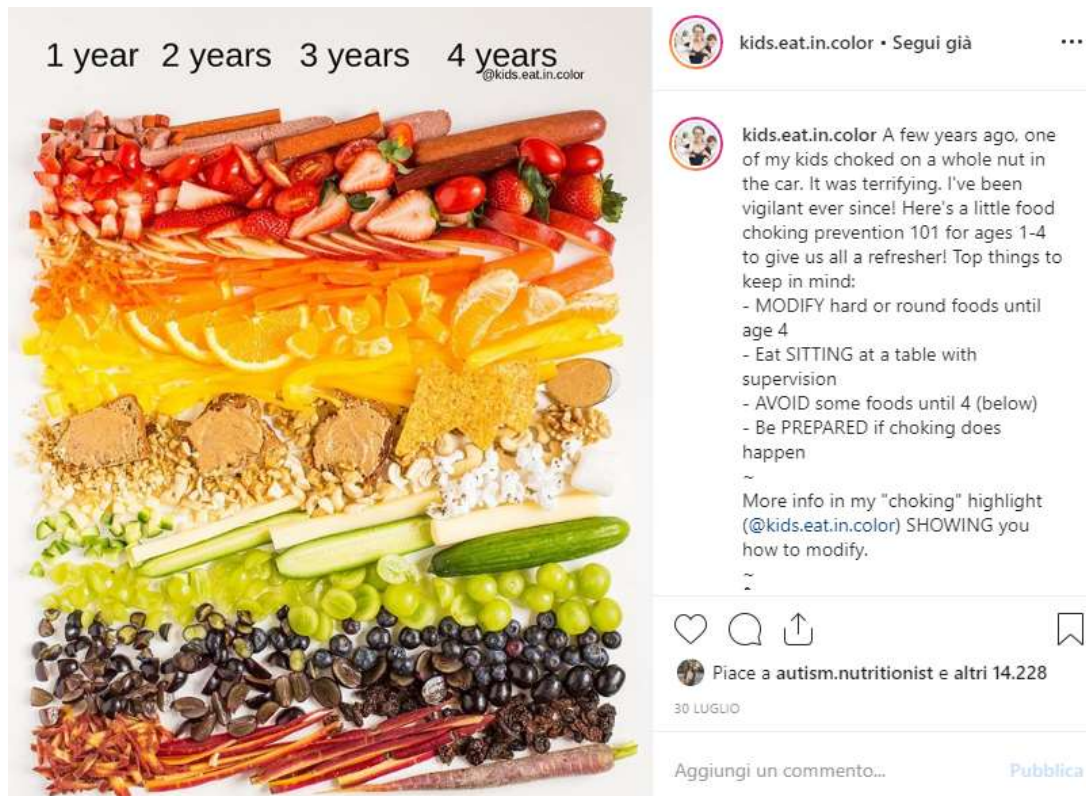 1 year 2 years 3 years 4 years
@kids.eat.in.color
kids.eat.in.color • Segui già
kids.eat.in.color A few years ago, one
of my kids choked on a whole nut in
the car. It was terrifying. I've been
vigilant ever since! Here's a little food
choking prevention 101 for ages 1-4
to give us all a refresher! Top things to
keep in mind:
- MODIFY hard or round foods until
age 4
- Eat SITTING at a table with
supervision
- AVOID some foods until 4 (below)
- Be PREPARED if choking does
happen
~
More info in my "choking" highlight
(@kids.eat.in.color) SHOWING you
how to modify.
~
Piace a autism.nutritionist e altri 14.228
30 LUGLIO
Aggiungi un commento... Pubblica